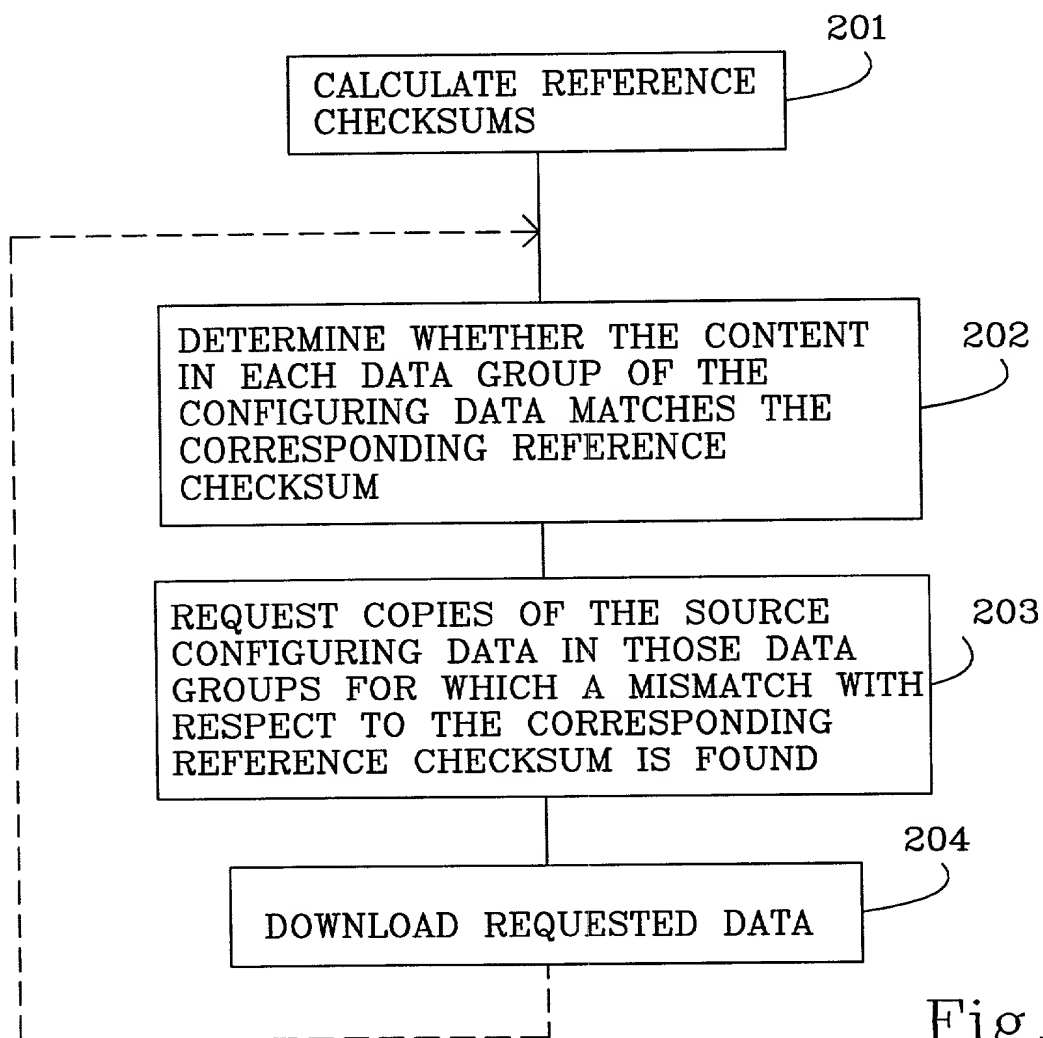 201
CALCULATE REFERENCE
CHECKSUMS
DETERMINE WHETHER THE CONTENT
IN EACH DATA GROUP OF THE
CONFIGURING DATA MATCHES THE
CORRESPONDING REFERENCE
CHECKSUM
202
REQUEST COPIES OF THE SOURCE
CONFIGURING DATA IN THOSE DATA
GROUPS FOR WHICH A MISMATCH WITH
RESPECT TO THE CORRESPONDING
REFERENCE CHECKSUM IS FOUND
203
204
DOWNLOAD REQUESTED DATA
Fig.